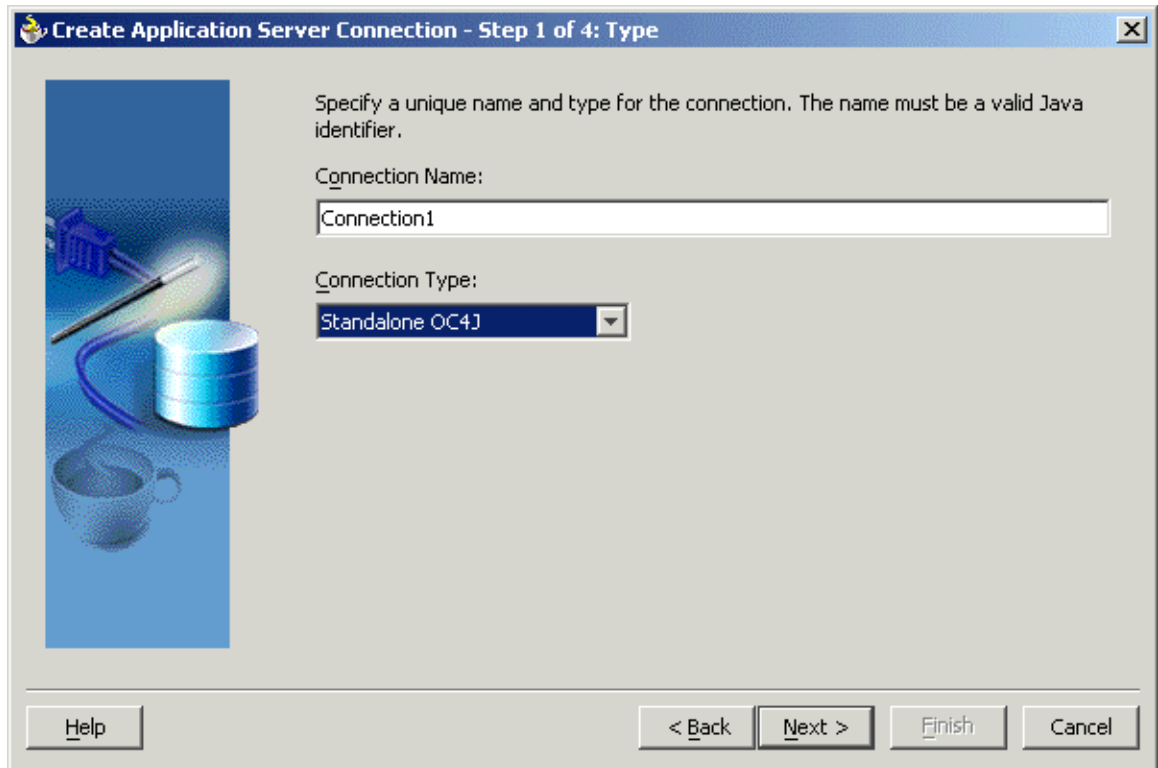 Create Application Server Connection - Step 1 of 4: Type
Specify a unique name and type for the connection. The name must be a valid Java
identifier.
Connection Name:
Connection1
Connection Type:
Standalone OC4J
Help
< Back
Next >
Finish
Cancel